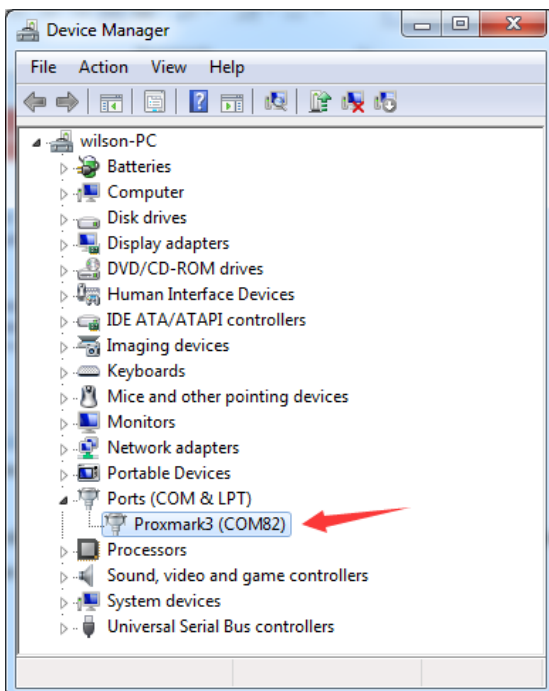 Device Manager
File Action View Help
wilson-PC
Batteries
Computer
Disk drives
Display adapters
DVD/CD-ROM drives
Human Interface Devices
IDE ATA/ATAPI controllers
Imaging devices
Keyboards
Mice and other pointing devices
Monitors
Network adapters
Portable Devices
Ports (COM & LPT)
Proxmark3 (COM82)
Processors
Sound, video and game controllers
System devices
Universal Serial Bus controllers